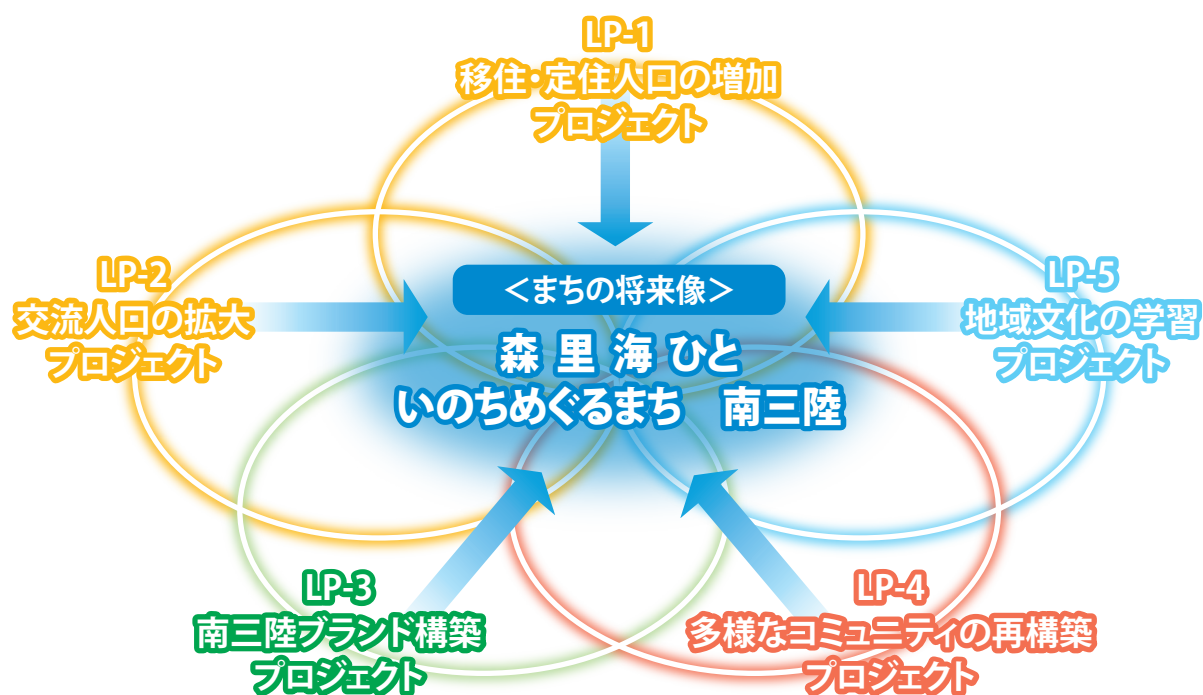 LP-1
移住・定住人口の増加
プロジェクト
LP-2
交流人口の拡大
プロジェクト
＜まちの将来像＞
森 里 海 ひと
いのちめぐるまち　南三陸
LP-5
地域文化の学習
プロジェクト
LP-3
南三陸ブランド構築
プロジェクト
LP-4
多様なコミュニティの再構築
プロジェクト